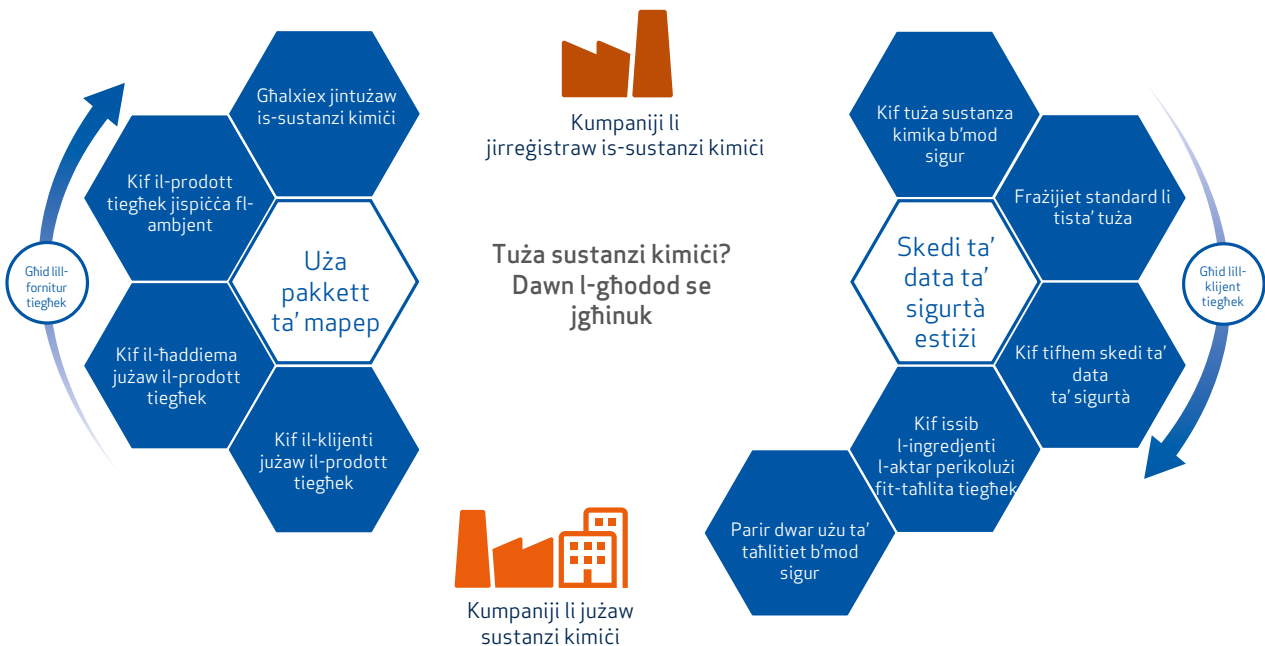 Għalxiex jintużaw
is-sustanzi kimiċi
Kif il-prodott
tiegħek jispiċċa fl-
ambjent
Għid lill-
fornitur
tiegħek
Uża
pakkett
ta’ mapep
Kif il-ħaddiema
jużaw il-prodott
tiegħek
Kif il-klijenti
jużaw il-prodott
tiegħek
Kumpaniji li
jirreġistraw is-sustanzi kimiċi
Tuża sustanzi kimiċi?
Dawn l-għodod se
jgħinuk
Kumpaniji li jużaw
sustanzi kimiċi
Kif tuża sustanza
kimika b’mod
sigur
Frażijiet standard li
tista’ tuża
Skedi ta’
data ta’
sigurtà
estiżi
Għid lill-
klijent
tiegħek
Kif tifhem skedi ta’
data
ta’ sigurtà
Kif issib
l-ingredjenti
l-aktar perikolużi
fit-taħlita tiegħek
Parir dwar użu ta’
taħlitiet b’mod
sigur